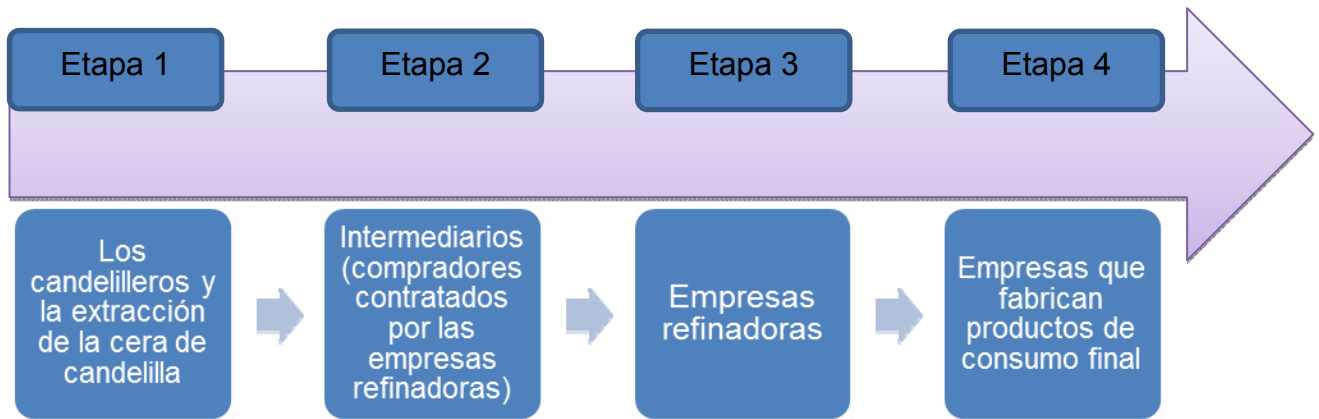 Etapa 1
Etapa 2
Etapa 3
Etapa 4
Los
candelilleros y
la extracción
de la cera de
candelilla
Intermediarios
(compradores
contratados
por las
empresas
refinadoras)
Empresas
refinadoras
Empresas que
fabrican
productos de
consumo final